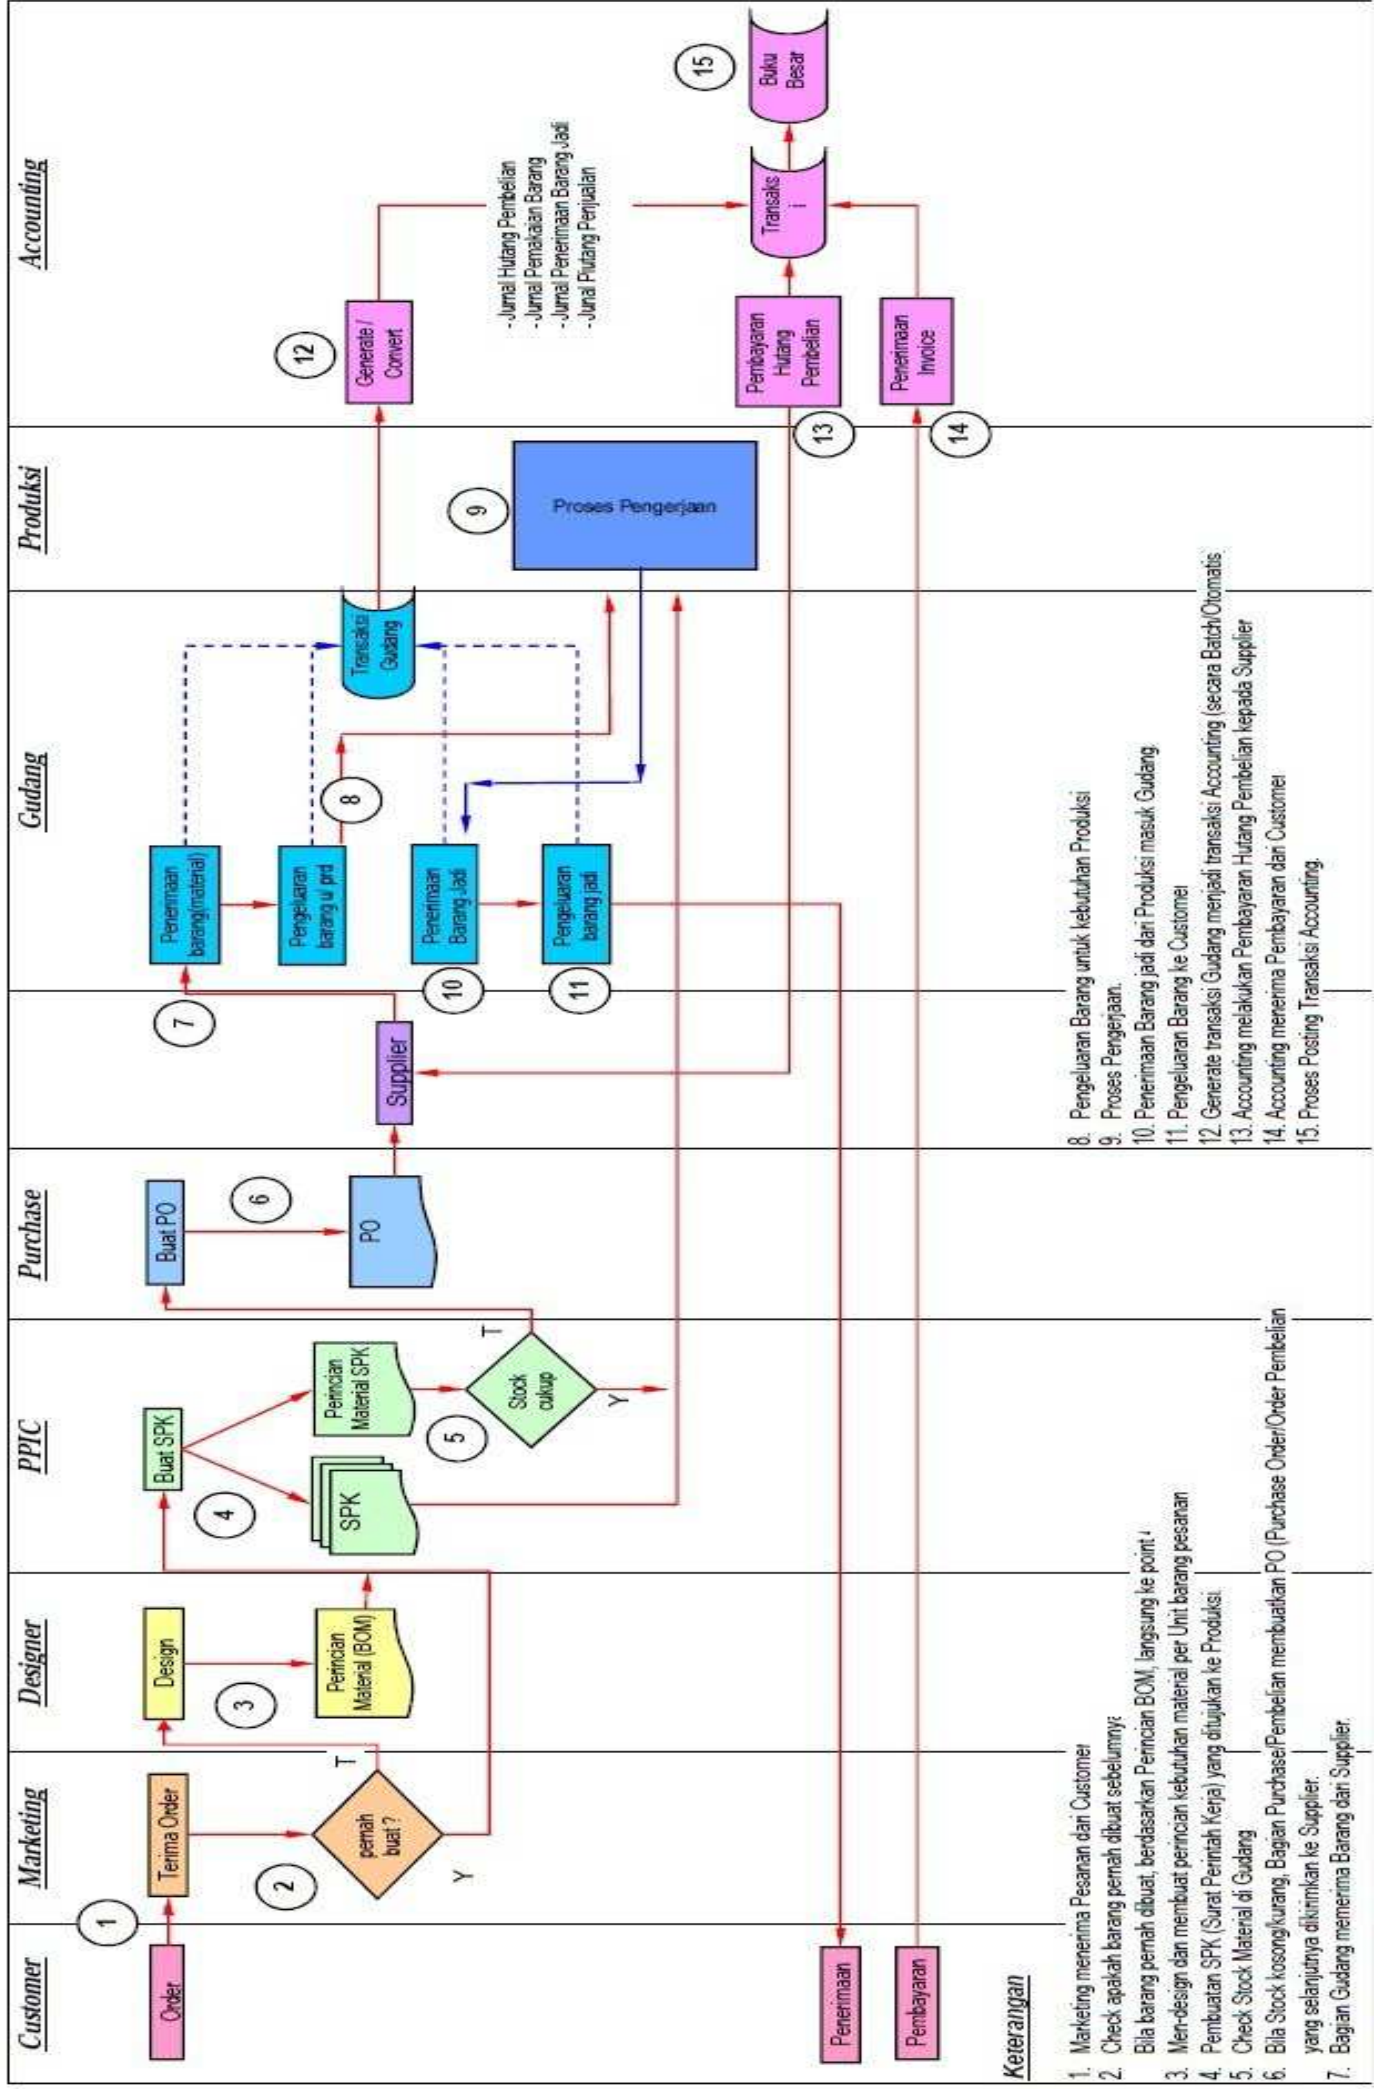 Customer
Marketing
Designer
PPIC
Purchase
Gudang
Produksi
Accounting
Order
1
Terima Order
2
pernah
buat ?
T
Y
Design
3
Perincian
Material (BOM)
Buat SPK
4
SPK
Perincian
Material SPK
5
Stock
cukup
T
Y
Buat PO
6
PO
Supplier
7
Penerimaan
barang(material)
Pengeluaran
barang u/ prd
8
Penerimaan
Barang Jadi
10
Pengeluaran
barang jadi
11
Transaksi
Gudang
9
Proses Pengerjaan
12
Generate /
Convert
- Jurnal Hutang Pembelian
- Jurnal Pemakaian Barang
- Jurnal Penerimaan Barang Jadi
- Junal Piutang Penjualan
Pembayaran
Hutang
Pembelian
13
Penerimaan
Invoice
14
Transaks
i
15
Buku
Besar
Penerimaan
Pembayaran
Keterangan
1. Marketing menerima Pesanan dari Customer
2. Check apakah barang pernah dibuat sebelumnya
Bila barang pernah dibuat, berdasarkan Perincian BOM, langsung ke point
3. Men-design dan membuat perincian kebutuhan material per Unit barang pesanan
4. Pembuatan SPK (Surat Perintah Kerja) yang ditujukan ke Produksi.
5. Check Stock Material di Gudang
6. Bila Stock kosong/kurang, Bagian Purchase/Pembelian membuatkan PO (Purchase Order/Order Pembelian
yang selanjutnya dikirimkan ke Supplier.
7. Bagian Gudang memerima Barang dari Supplier.
8. Pengeluaran Barang untuk kebutuhan Produksi
9. Proses Pengerjaan.
10. Penerimaan Barang jadi dari Produksi masuk Gudang.
11. Pengeluaran Barang ke Customer
12. Generate transaksi Gudang menjadi transaksi Accounting (secara Batch/Otomatis
13. Accounting melakukan Pembayaran Hutang Pembelian kepada Supplier
14. Accounting menerima Pembayaran dari Customer
15. Proses Posting Transaksi Accounting.